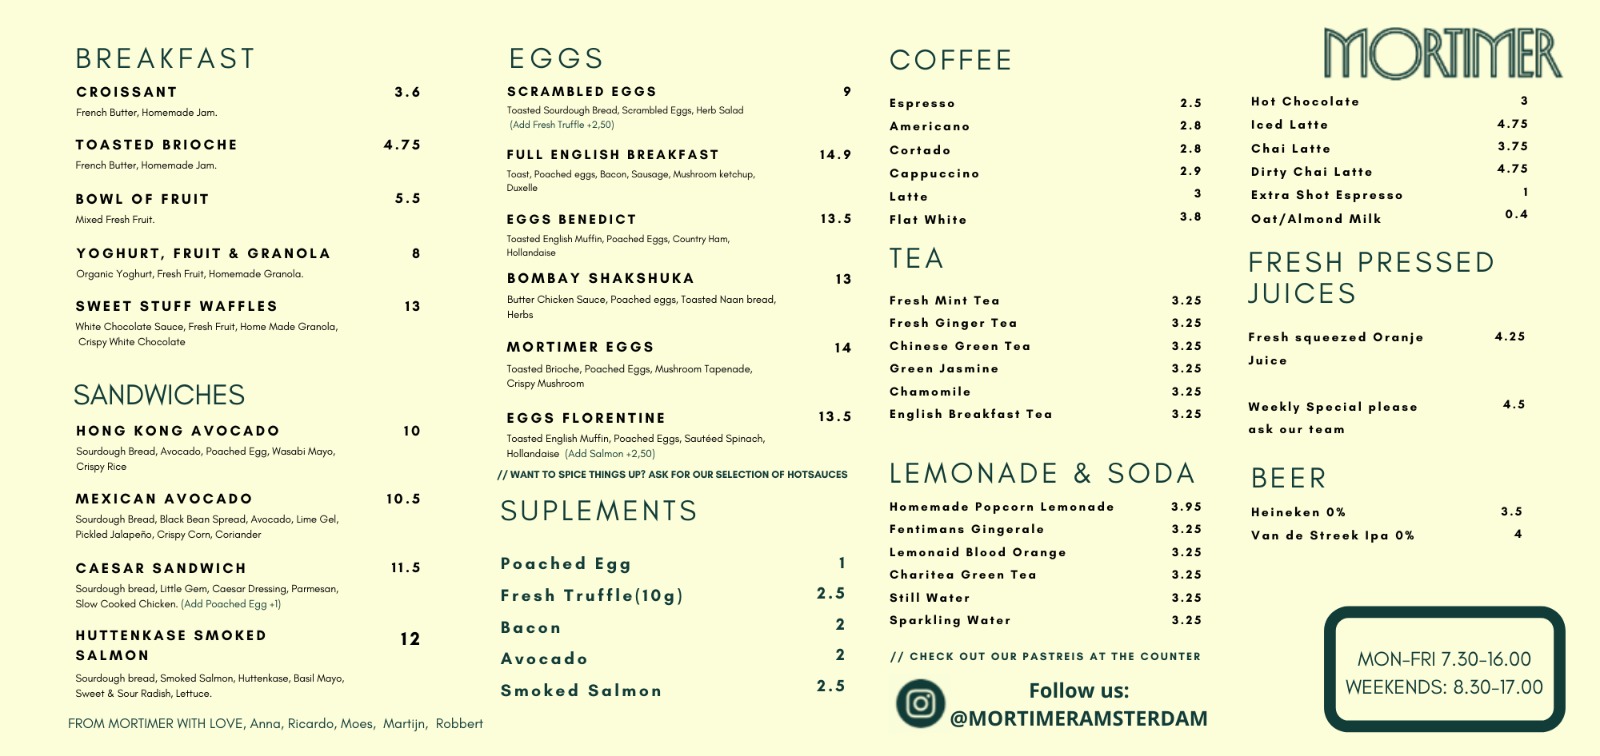 BREAKFAST
CROISSANT 3.6
French Butter, Homemade Jam.
TOASTED BRIOCHE 4.75
French Butter, Homemade Jam.
BOWL OF FRUIT 5.5
Mixed Fresh Fruit.
YOGHURT, FRUIT & GRANOLA 8
Organic Yoghurt, Fresh Fruit, Homemade Granola.
SWEET STUFF WAFFLES 13
White Chocolate Sauce, Fresh Fruit, Home Made Granola,
Crispy White Chocolate
SANDWICHES
HONG KONG AVOCADO 10
Sourdough Bread, Avocado, Poached Egg, Wasabi Mayo,
Crispy Rice
MEXICAN AVOCADO 10.5
Sourdough Bread, Black Bean Spread, Avocado, Lime Gel,
Pickled Jalapeño, Crispy Corn, Coriander
CAESAR SANDWICH 11.5
Sourdough bread, Little Gem, Caesar Dressing, Parmesan,
Slow Cooked Chicken. (Add Poached Egg +1)
HUTTENKASE SMOKED 12
SALMON
Sourdough bread, Smoked Salmon, Huttenkase, Basil Mayo,
Sweet & Sour Radish, Lettuce.
FROM MORTIMER WITH LOVE, Anna, Ricardo, Moes, Martijn, Robbert
EGGS
SCRAMBLED EGGS 9
Toasted Sourdough Bread, Scrambled Eggs, Herb Salad
(Add Fresh Truffle +2,50)
FULL ENGLISH BREAKFAST 14.9
Toast, Poached eggs, Bacon, Sausage, Mushroom ketchup,
Duxelle
EGGS BENEDICT 13.5
Toasted English Muffin, Poached Eggs, Country Ham,
Hollandaise
BOMBAY SHAKSHUKA 13
Butter Chicken Sauce, Poached eggs, Toasted Naan bread,
Herbs
MORTIMER EGGS 14
Toasted Brioche, Poached Eggs, Mushroom Tapenade,
Crispy Mushroom
EGGS FLORENTINE 13.5
Toasted English Muffin, Poached Eggs, Sautéed Spinach,
Hollandaise (Add Salmon +2,50)
// WANT TO SPICE THINGS UP? ASK FOR OUR SELECTION OF HOTSAUCES
SUPLEMENTS
Poached Egg 1
Fresh Truffle(10g) 2.5
Bacon 2
Avocado 2
Smoked Salmon 2.5
COFFEE
Espresso 2.5
Americano 2.8
Cortado 2.8
Cappuccino 2.9
Latte 3
Flat White 3.8
TEA
Fresh Mint Tea 3.25
Fresh Ginger Tea 3.25
Chinese Green Tea 3.25
Green Jasmine 3.25
Chamomile 3.25
English Breakfast Tea 3.25
LEMONADE & SODA
Homemade Popcorn Lemonade 3.95
Fentimans Gingerale 3.25
Lemonaid Blood Orange 3.25
Charitea Green Tea 3.25
Still Water 3.25
Sparkling Water 3.25
// CHECK OUT OUR PASTREIS AT THE COUNTER
Follow us:
@MORTIMERAMSTERDAM
MORTIMER
Hot Chocolate 3
Iced Latte 4.75
Chai Latte 3.75
Dirty Chai Latte 4.75
Extra Shot Espresso 1
Oat/Almond Milk 0.4
FRESH PRESSED
JUICES
Fresh squeezed Oranje 4.25
Juice
Weekly Special please 4.5
ask our team
BEER
Heineken 0% 3.5
Van de Streek Ipa 0% 4
MON-FRI 7.30-16.00
WEEKENDS: 8.30-17.00